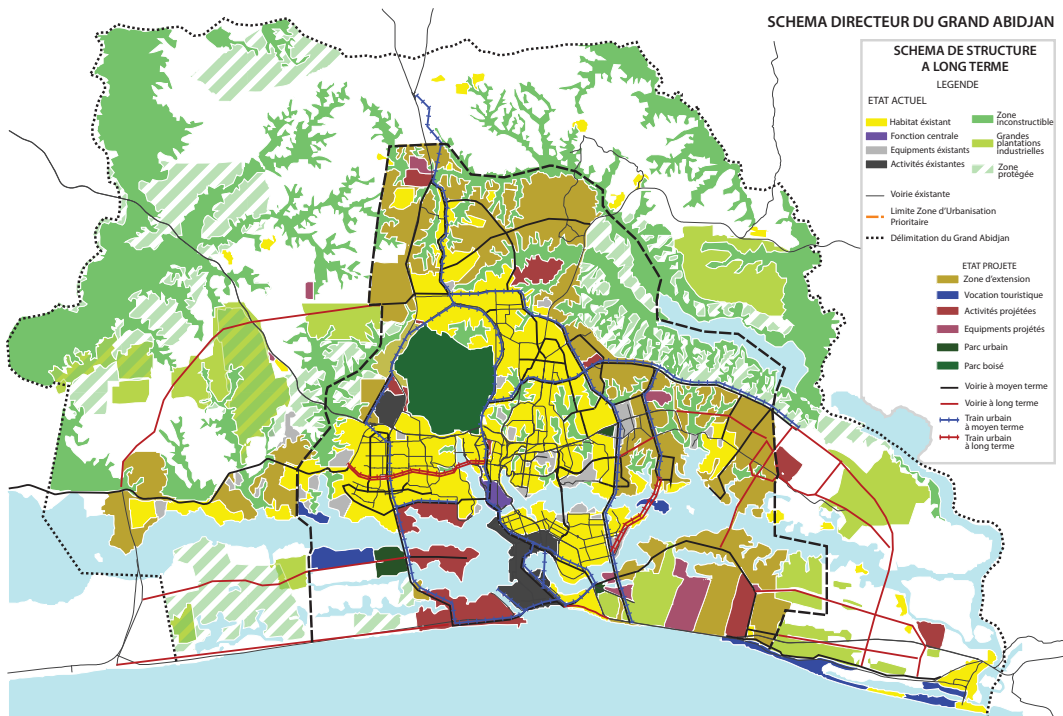 SCHEMA DIRECTEUR DU GRAND ABIDJAN
SCHEMA DE STRUCTURE
A LONG TERME
LEGENDE
ETAT ACTUEL
Habitat éxistant
Fonction centrale
Equipments éxistants
Activités éxistantes
Zone
inconstructible
Grandes
plantations
industrielles
Zone
protégée
Voirie éxistante
Limite Zone d'Urbanisation
Prioritaire
Délimitation du Grand Abidjan
ETAT PROJETE
Zone d'extension
Vocation touristique
Activités projétées
Equipments projétés
Parc urbain
Parc boisé
Voirie à moyen terme
Voirie à long terme
Train urbain
à moyen terme
Train urbain
à long terme